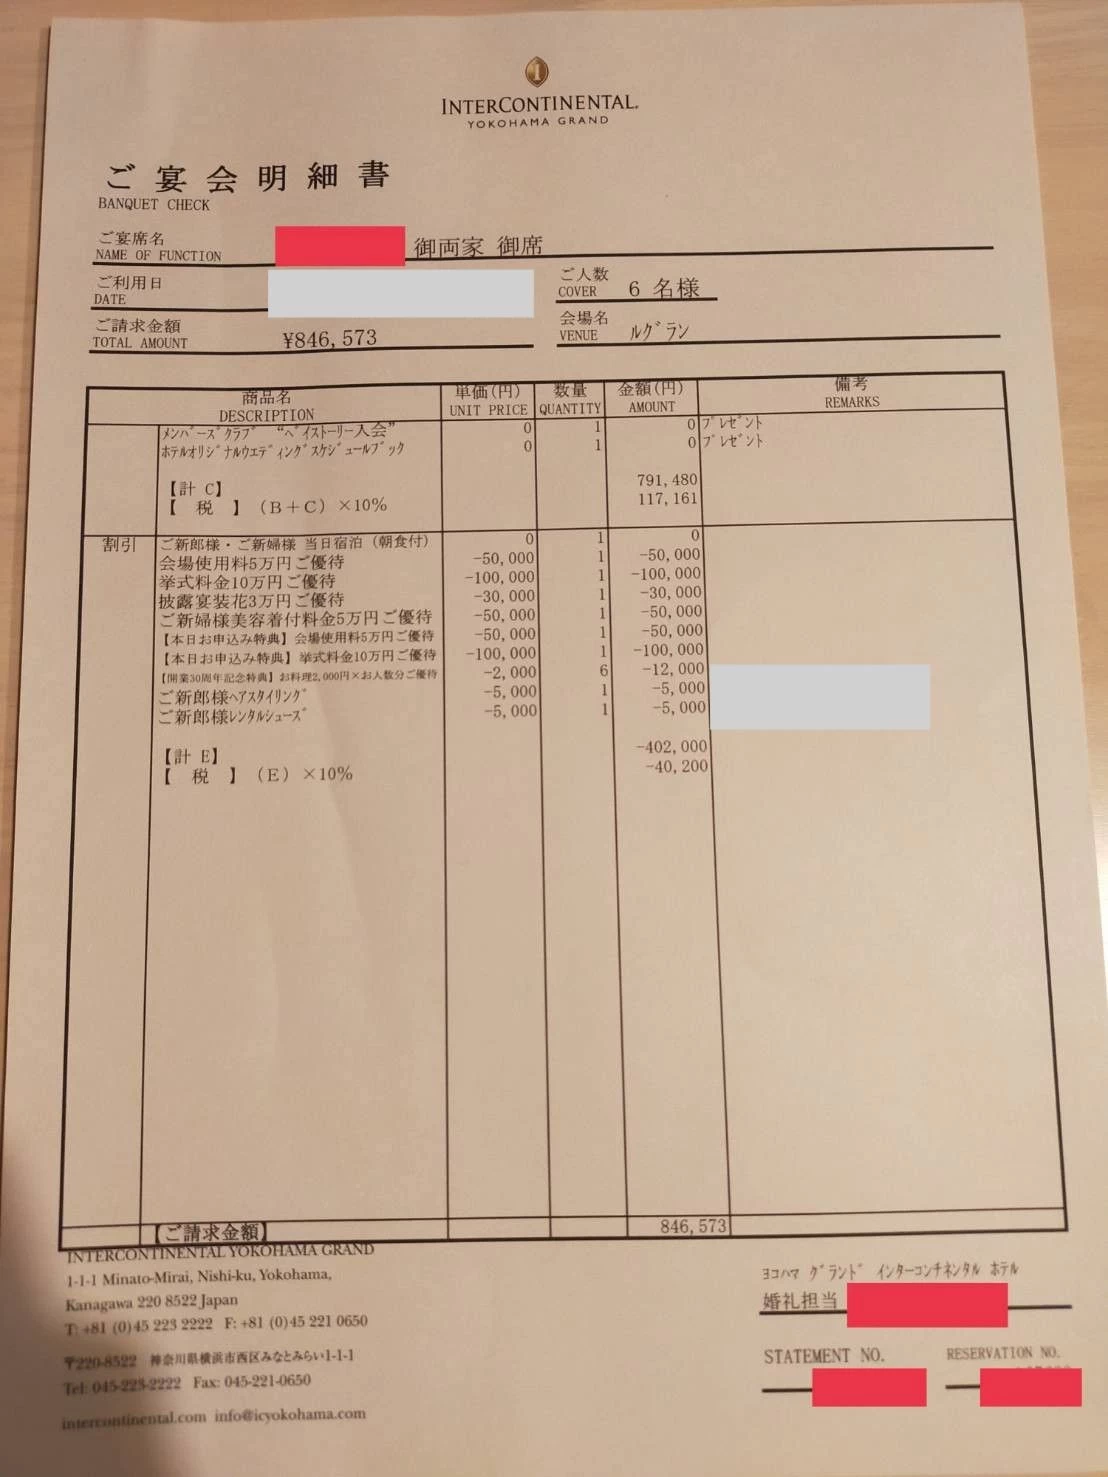 INTERCONTINENTAL.
YOKOHAMA GRAND
ご宴会明細書
BANQUET CHECK
ご宴席名
NAME OF FUNCTION
御両家 御席
ご利用日
DATE
ご人数
COVER 6 名様
ご請求金額
TOTAL AMOUNT ¥846,573
会場名
VENUE ﾙｸﾞﾗﾝ
商品名 単価(円) 数量 金額(円) 備考
DESCRIPTION UNIT PRICE QUANTITY AMOUNT REMARKS
ﾒﾝﾊﾞｰｽﾞｸﾗﾌﾞ “ﾍﾞｲｽﾄｰﾘｰ入会” 0 1 0 ﾌﾟﾚｾﾞﾝﾄ
ﾎﾃﾙｵﾘｼﾞﾅﾙｳｴﾃﾞｨﾝｸﾞｽｹｼﾞｭｰﾙﾌﾞｯｸ 0 1 0 ﾌﾟﾚｾﾞﾝﾄ
【計 C】 791,480
【 税 】（B＋C）×10% 117,161
割引 ご新郎様・ご新婦様 当日宿泊（朝食付） 0 1 0
会場使用料5万円ご優待 -50,000 1 -50,000
挙式料金10万円ご優待 -100,000 1 -100,000
披露宴装花3万円ご優待 -30,000 1 -30,000
ご新婦様美容着付料金5万円ご優待 -50,000 1 -50,000
【本日お申込み特典】会場使用料5万円ご優待 -50,000 1 -50,000
【本日お申込み特典】挙式料金10万円ご優待 -100,000 1 -100,000
【開業30周年記念特典】お料理2,000円×お人数分ご優待 -2,000 6 -12,000
ご新郎様ﾍｱｽﾀｲﾘﾝｸﾞ -5,000 1 -5,000
ご新郎様ﾚﾝﾀﾙｼｭｰｽﾞ -5,000 1 -5,000
【計 E】 -402,000
【 税 】（E）×10% -40,200
【ご請求金額】 846,573
INTERCONTINENTAL YOKOHAMA GRAND
1-1-1 Minato-Mirai, Nishi-ku, Yokohama,
Kanagawa 220 8522 Japan
T: +81 (0)45 223 2222 F: +81 (0)45 221 0650
〒220-8522 神奈川県横浜市西区みなとみらい1-1-1
Tel: 045-223-2222 Fax: 045-221-0650
intercontinental.com info@icyokohama.com
ﾖｺﾊﾏ ｸﾞﾗﾝﾄﾞ ｲﾝﾀｰｺﾝﾁﾈﾝﾀﾙ ﾎﾃﾙ
婚礼担当
STATEMENT NO. RESERVATION NO.